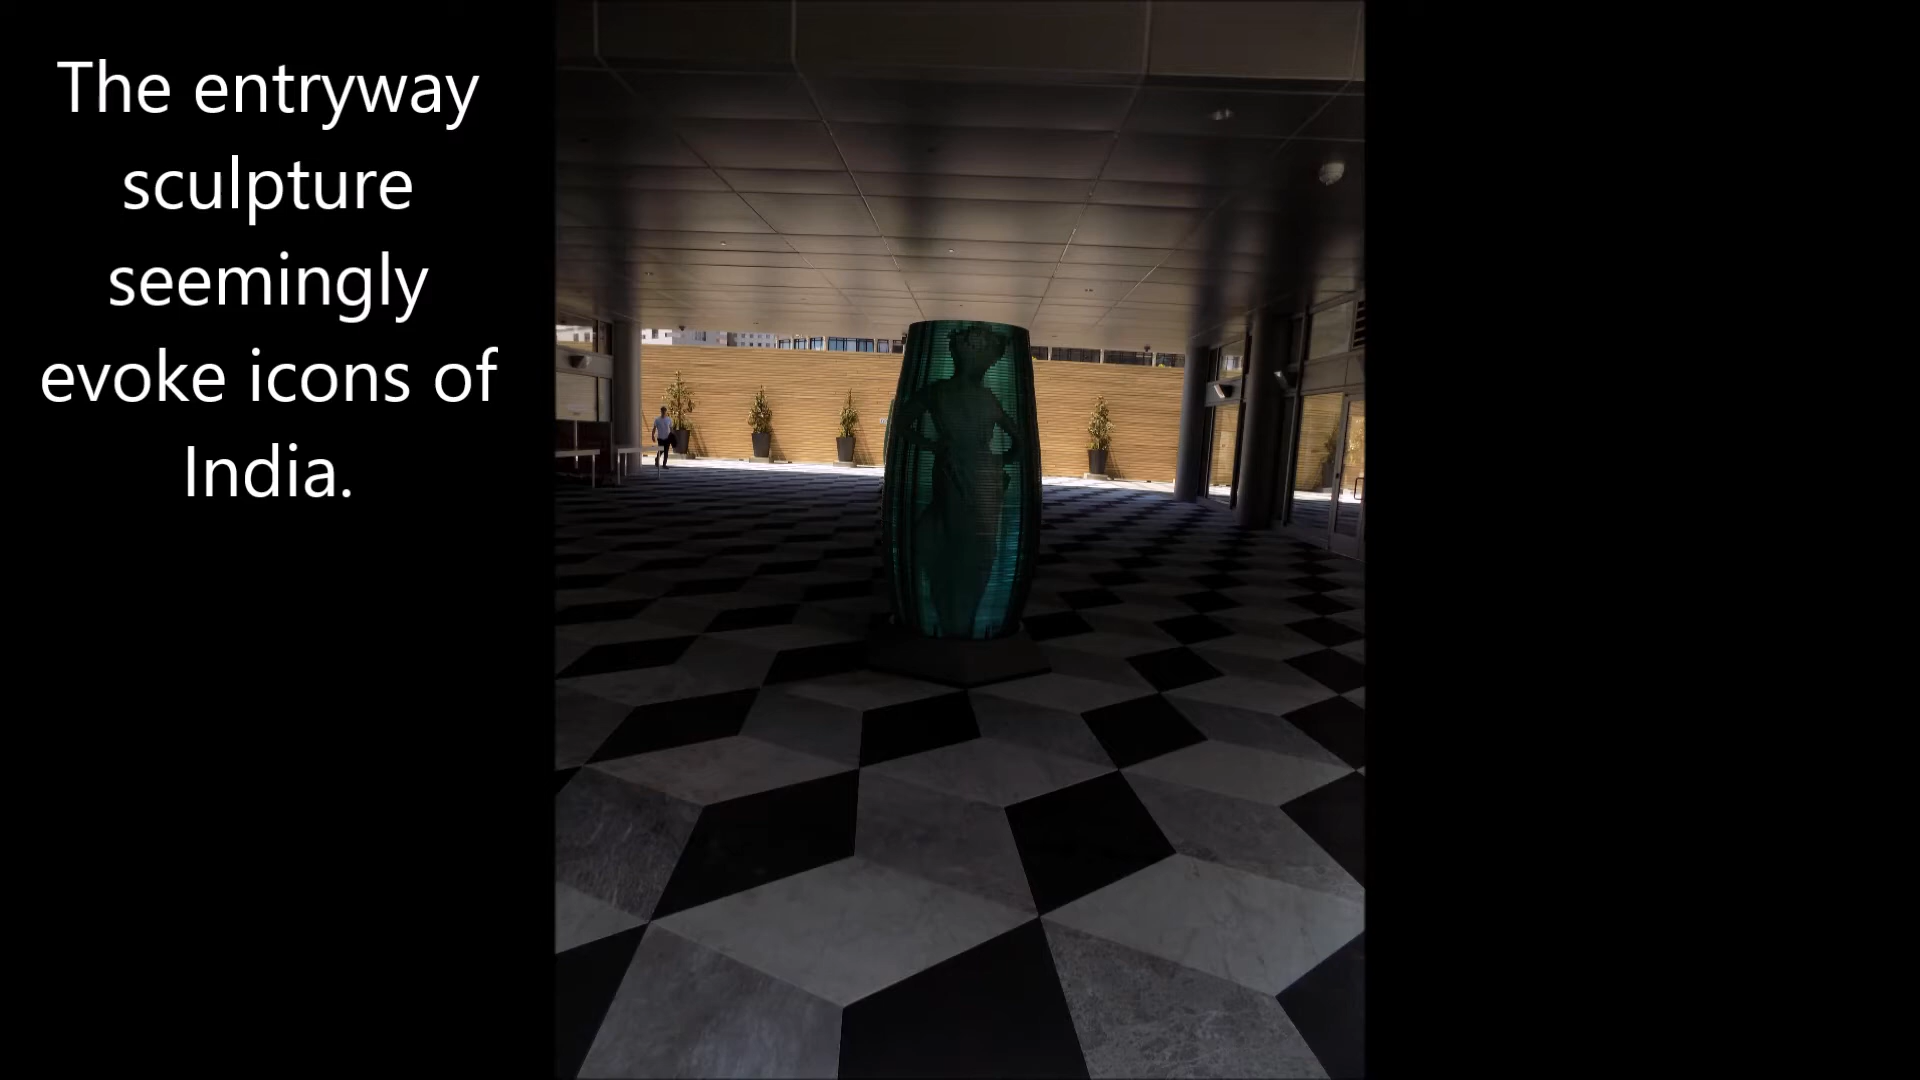 The entryway
sculpture
seemingly
evoke icons of
India.